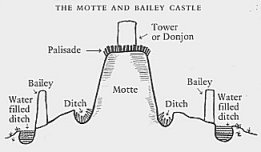 THE MOTTE AND BAILEY CASTLE
Tower
or Donjon
Palisade
Bailey
Bailey
Water
filled
ditch
Ditch
Motte
Ditch
Water
filled
ditch